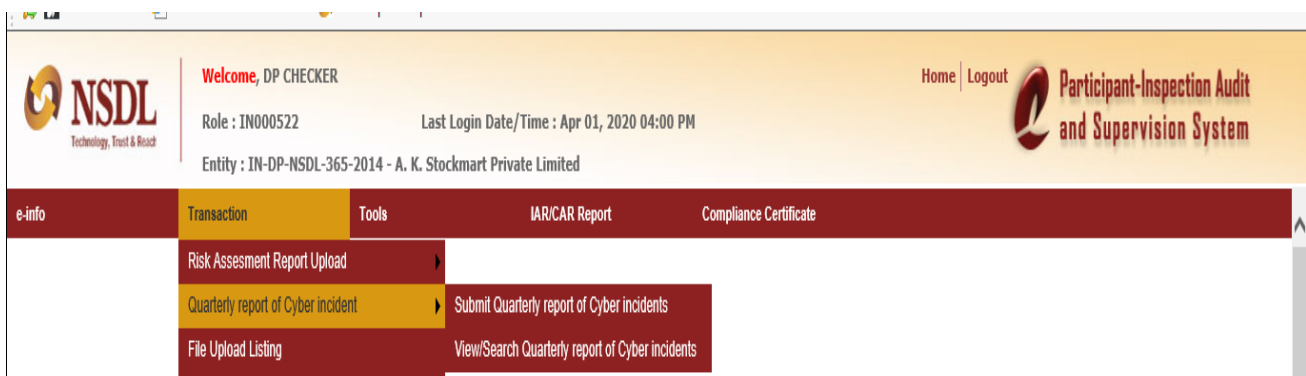 NSDL
Technology, Trust & Reach
Welcome, DP CHECKER
Role : IN000522 Last Login Date/Time : Apr 01, 2020 04:00 PM
Entity : IN-DP-NSDL-365-2014 - A. K. Stockmart Private Limited
Home | Logout
Participant-Inspection Audit
and Supervision System
e-info Transaction Tools IAR/CAR Report Compliance Certificate
Risk Assesment Report Upload
Quarterly report of Cyber incident Submit Quarterly report of Cyber incidents
File Upload Listing View/Search Quarterly report of Cyber incidents